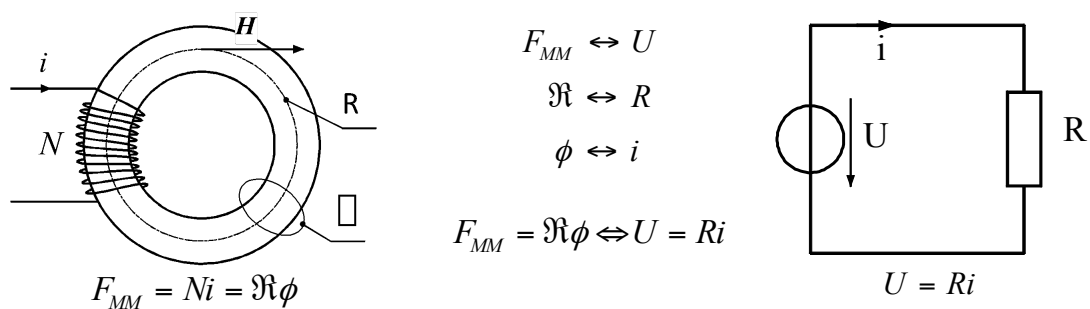 H
i
R
N
▯
F_MM = Ni = ℜϕ
F_MM ↔ U
ℜ ↔ R
ϕ ↔ i
F_MM = ℜϕ ⇔ U = Ri
i
U
R
U = Ri